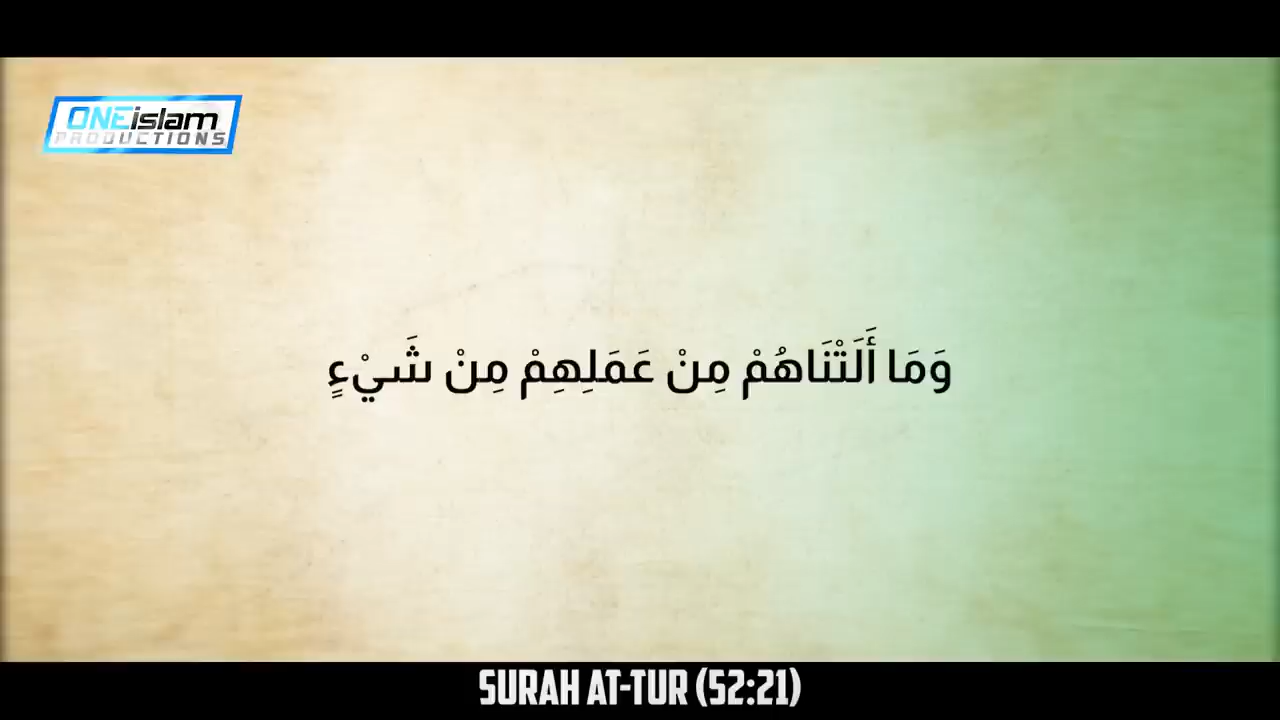 ONEislam
PRODUCTIONS
وَمَا أَلَتْنَاهُمْ مِنْ عَمَلِهِمْ مِنْ شَيْءٍ
SURAH AT-TUR (52:21)